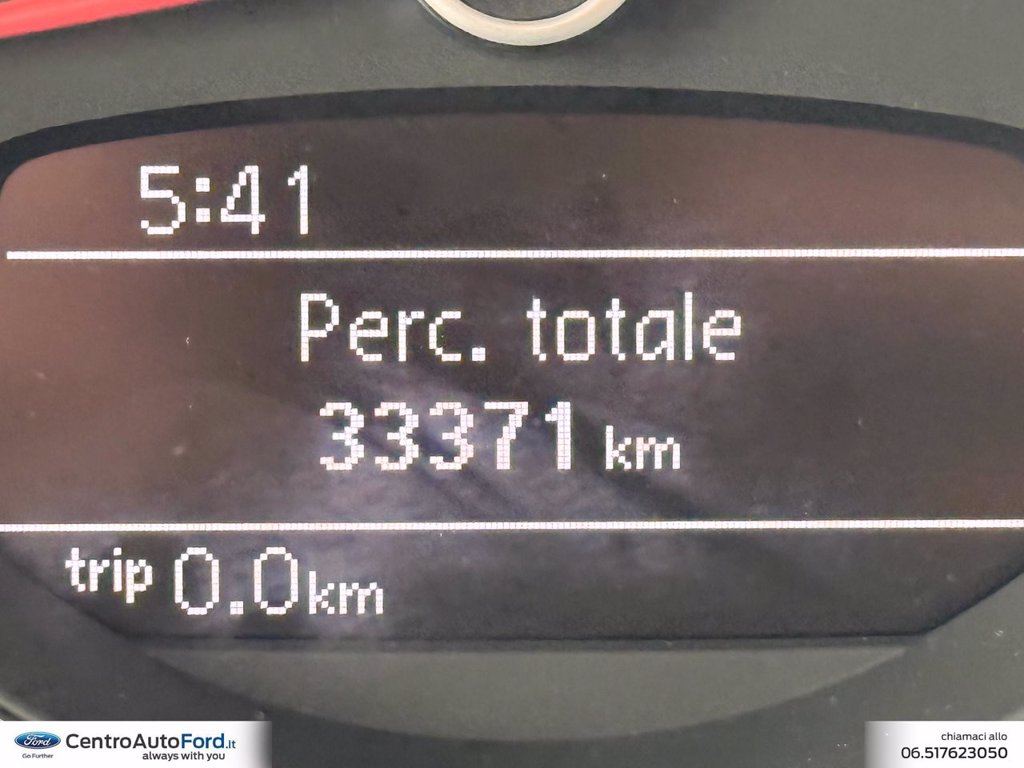 5:41
Perc. totale
33371 km
trip 0.0 km
Ford
Go Further
CentroAutoFord.it
always with you
chiamaci allo
06.517623050